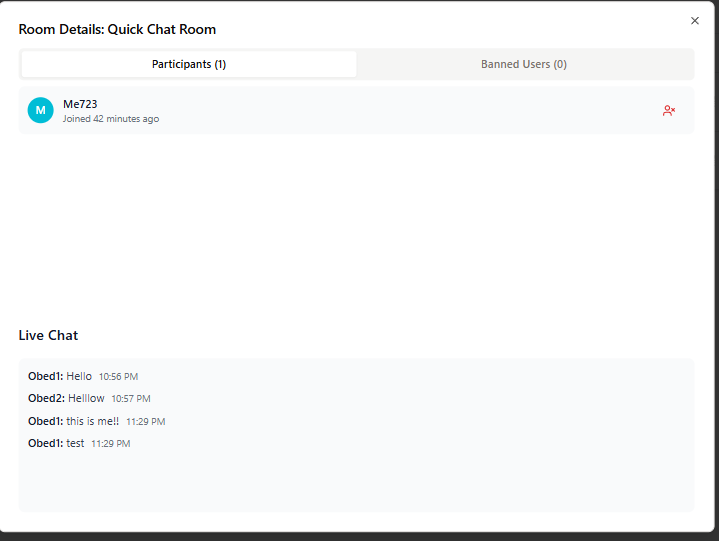 Room Details: Quick Chat Room
Participants (1)
Banned Users (0)
M
Me723
Joined 42 minutes ago
Live Chat
Obed1: Hello 10:56 PM
Obed2: Helllow 10:57 PM
Obed1: this is me!! 11:29 PM
Obed1: test 11:29 PM